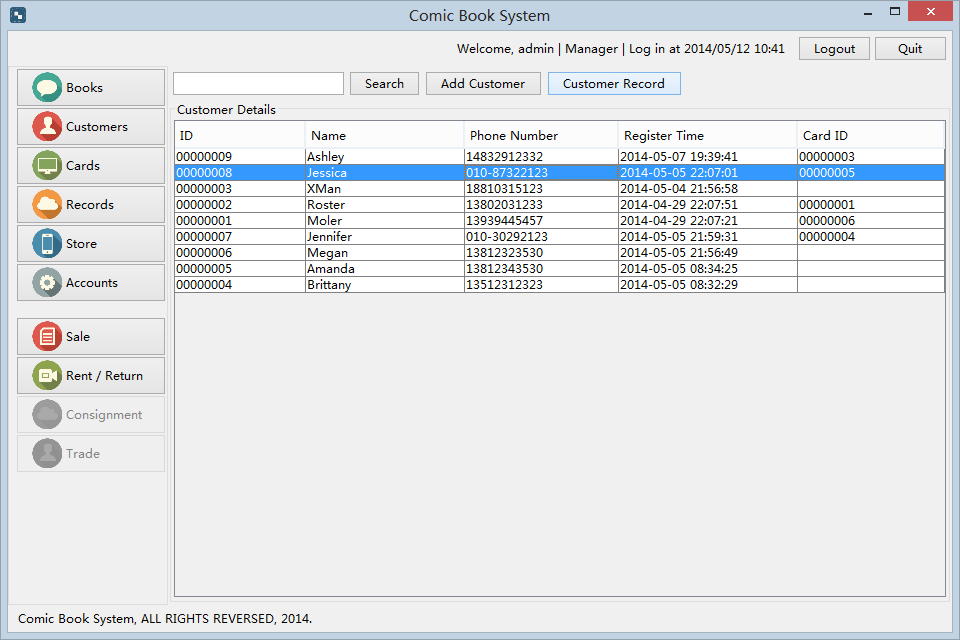 Comic Book System
Welcome, admin | Manager | Log in at 2014/05/12 10:41 Logout Quit
Books
Customers
Cards
Records
Store
Accounts
Sale
Rent / Return
Consignment
Trade
Search Add Customer Customer Record
Customer Details
ID Name Phone Number Register Time Card ID
00000009 Ashley 14832912332 2014-05-07 19:39:41 00000003
00000008 Jessica 010-87322123 2014-05-05 22:07:01 00000005
00000003 XMan 18810315123 2014-05-04 21:56:58
00000002 Roster 13802031233 2014-04-29 22:07:51 00000001
00000001 Moler 13939445457 2014-04-29 22:07:21 00000006
00000007 Jennifer 010-30292123 2014-05-05 21:59:31 00000004
00000006 Megan 13812323530 2014-05-05 21:56:49
00000005 Amanda 13812343530 2014-05-05 08:34:25
00000004 Brittany 13512312323 2014-05-05 08:32:29
Comic Book System, ALL RIGHTS REVERSED, 2014.